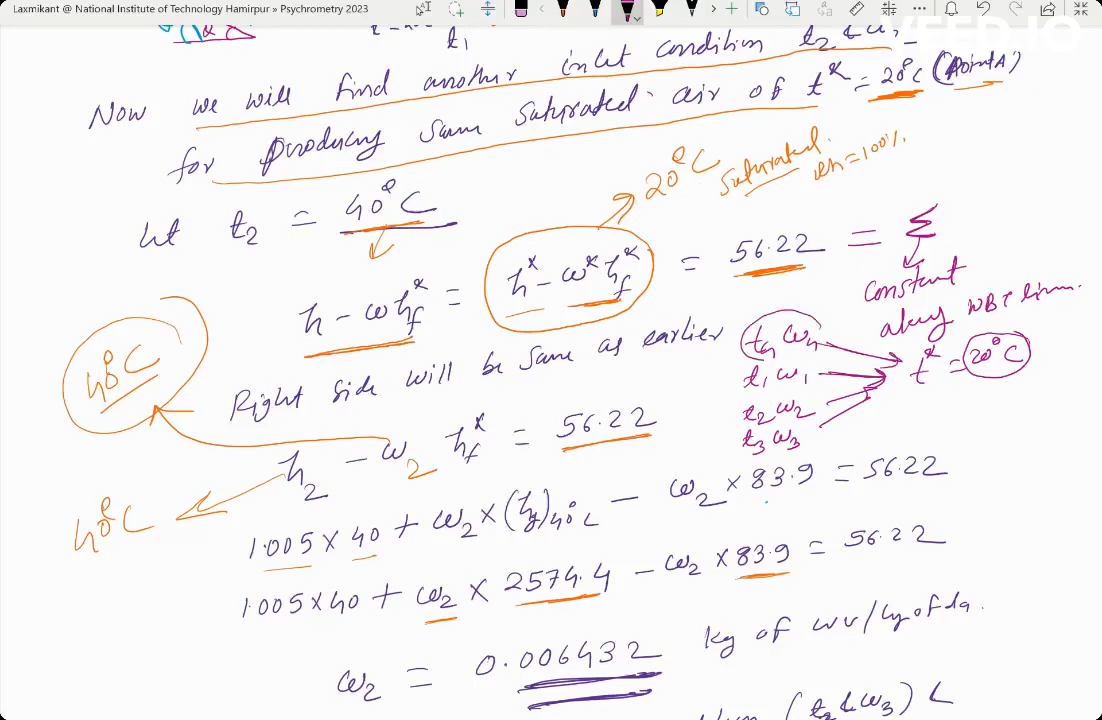 Laxmikant @ National Institute of Technology Hamirpur » Psychrometry 2023
VEED.IO
t₁
Now we will find another inlet condition t₂ & ω₂
for producing same saturated air of t* = 20°C (Point A)
20°C saturated
Rh = 100%
let t₂ = 40°C
h - ωh*f = h* - ω*h*f = 56.22 = Σ
constant
along WBT line.
Right side will be same as earlier
40°C
t₁ ω₁
t₂ ω₂
t₃ ω₃
t* = 20°C
h₂ - ω₂ h*f = 56.22
40°C
1.005 × 40 + ω₂ × (hg)40°C - ω₂ × 83.9 = 56.22
1.005 × 40 + ω₂ × 2574.4 - ω₂ × 83.9 = 56.22
ω₂ = 0.006432 kg of wv/kg of da.